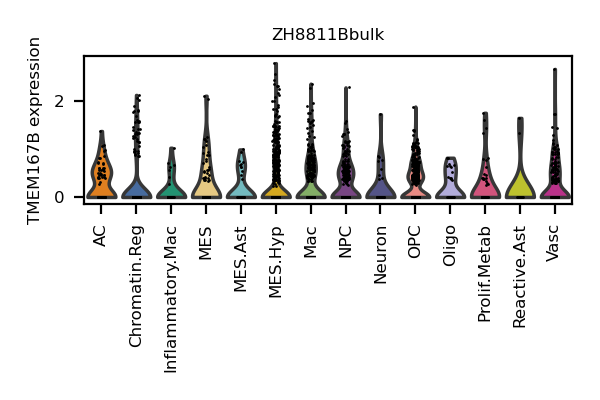 ZH8811Bbulk
TMEM167B expression
2
0
AC
Chromatin.Reg
Inflammatory.Mac
MES
MES.Ast
MES.Hyp
Mac
NPC
Neuron
OPC
Oligo
Prolif.Metab
Reactive.Ast
Vasc